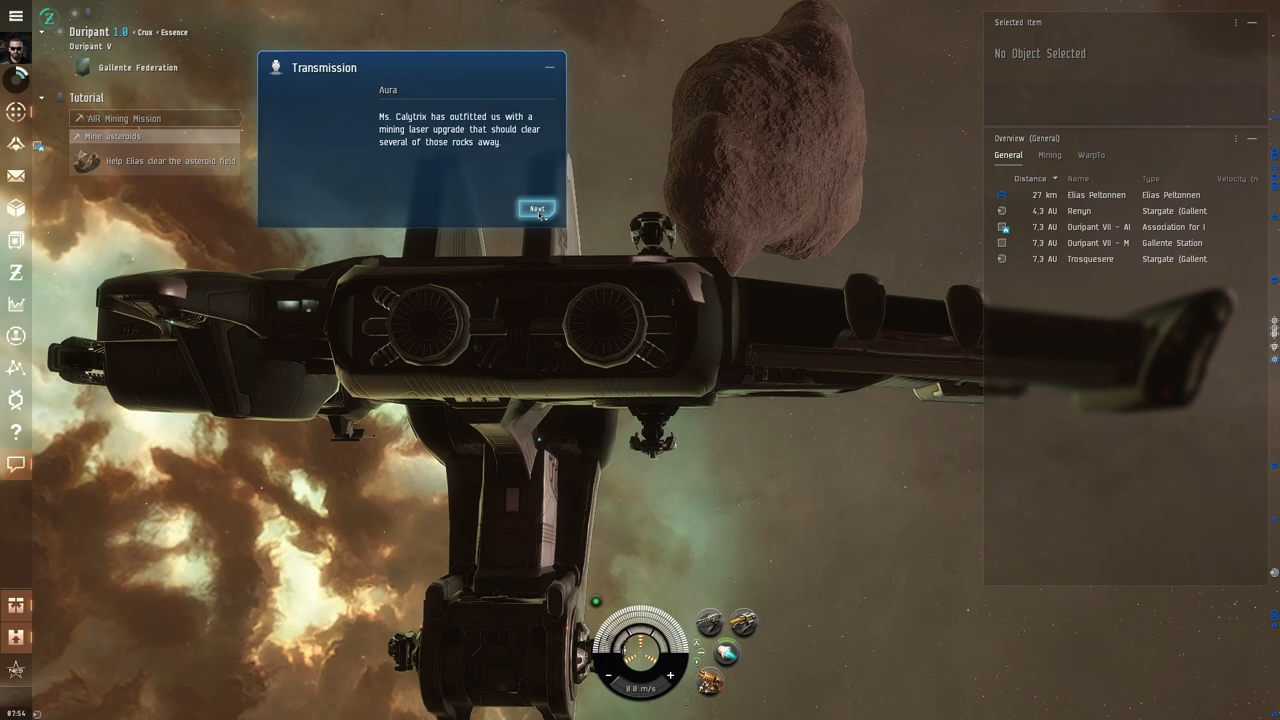 Duripant 1.0 < Crux < Essence
Duripant V
Gallente Federation
Tutorial
AIR Mining Mission
Mine asteroids
Help Elias clear the asteroid field
Transmission
Aura
Ms. Calytrix has outfitted us with a
mining laser upgrade that should clear
several of those rocks away.
Next
Selected Item
No Object Selected
Overview (General)
General Mining WarpTo
Distance Name Type Velocity (m
27 km Elias Peltonnen Elias Peltonnen
4,3 AU Renyn Stargate (Gallent
7,3 AU Duripant VII - AI Association for I
7,3 AU Duripant VII - M Gallente Station
7,3 AU Trosquesere Stargate (Gallent
0.0 m/s
NES
07:54